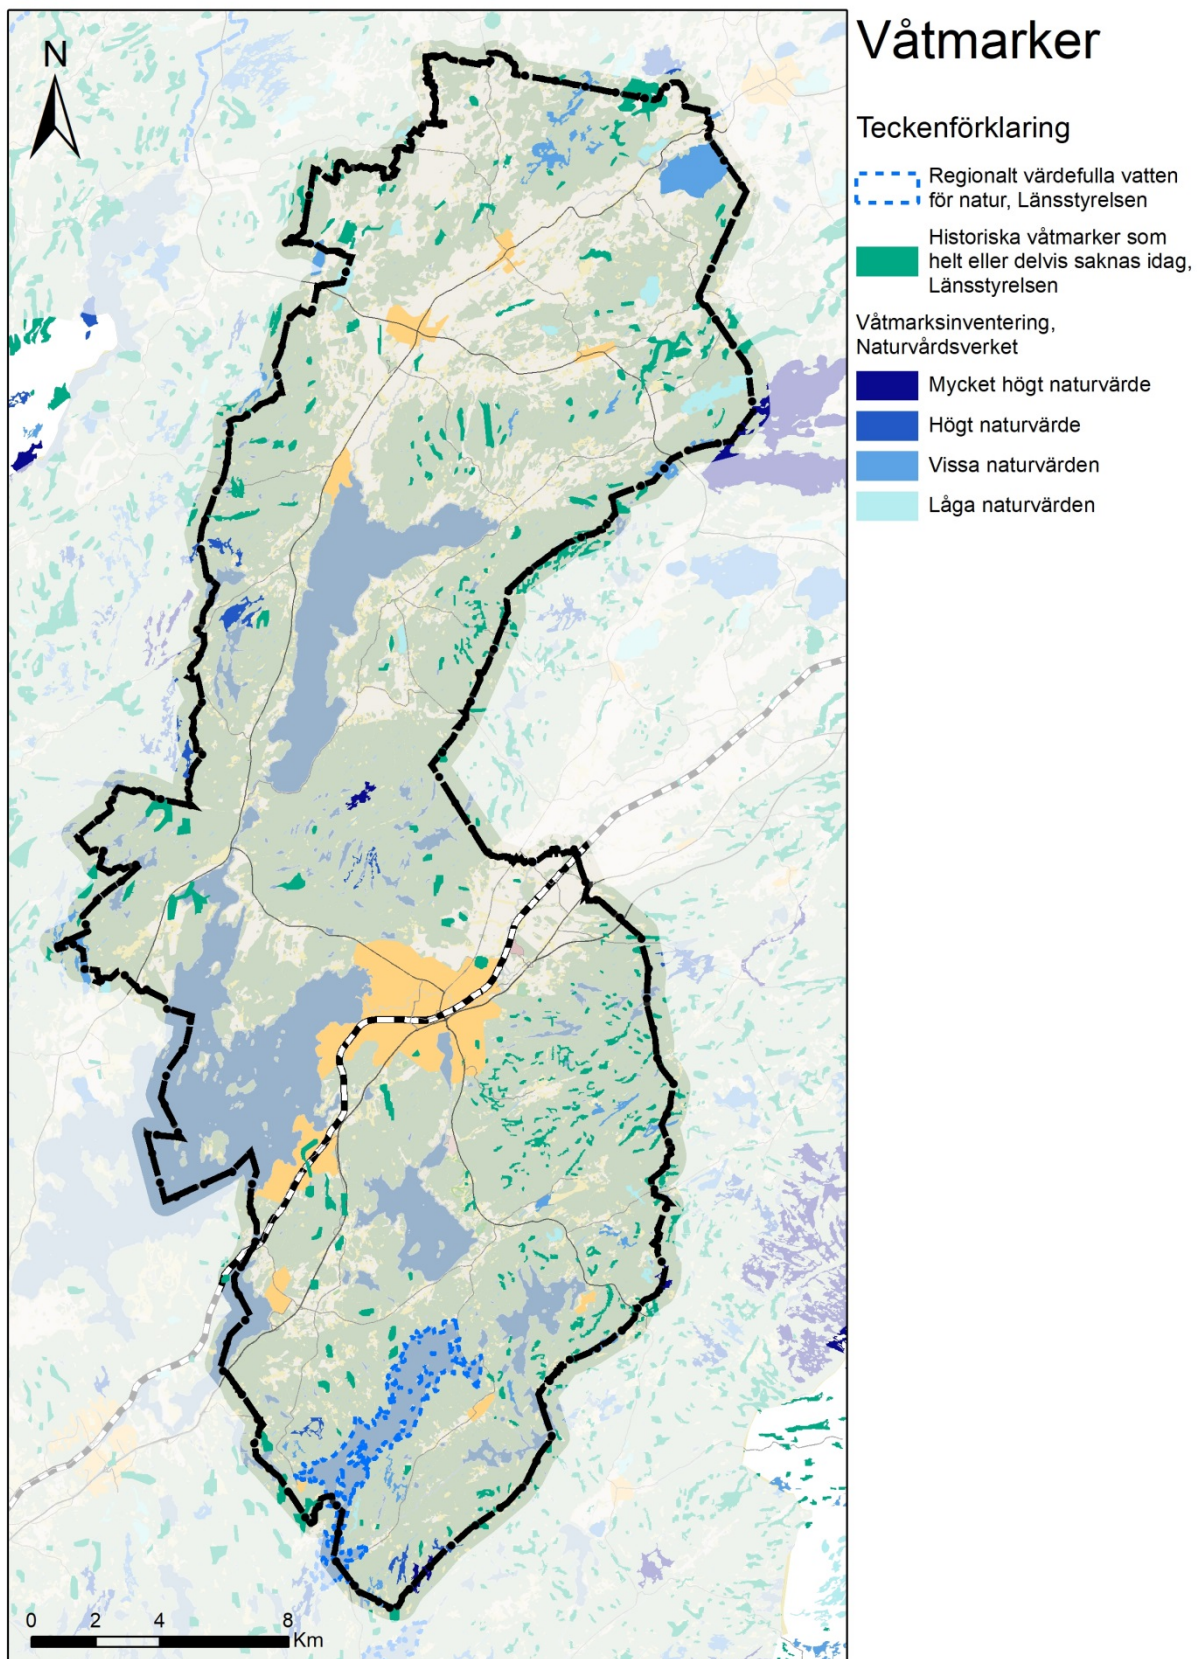 Våtmarker
N
Teckenförklaring
Regionalt värdefulla vatten
för natur, Länsstyrelsen
Historiska våtmarker som
helt eller delvis saknas idag,
Länsstyrelsen
Våtmarksinventering,
Naturvårdsverket
Mycket högt naturvärde
Högt naturvärde
Vissa naturvärden
Låga naturvärden
0 2 4 8
Km